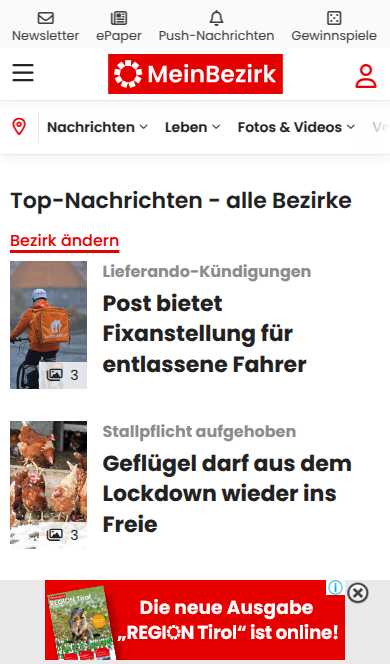 Newsletter
ePaper
Push-Nachrichten
Gewinnspiele
MeinBezirk
Nachrichten
Leben
Fotos & Videos
Top-Nachrichten - alle Bezirke
Bezirk ändern
Lieferando-Kündigungen
Post bietet
Fixanstellung für
entlassene Fahrer
3
Stallpflicht aufgehoben
Geflügel darf aus dem
Lockdown wieder ins
Freie
3
REGION Tirol
Die neue Ausgabe
„REGION Tirol“ ist online!